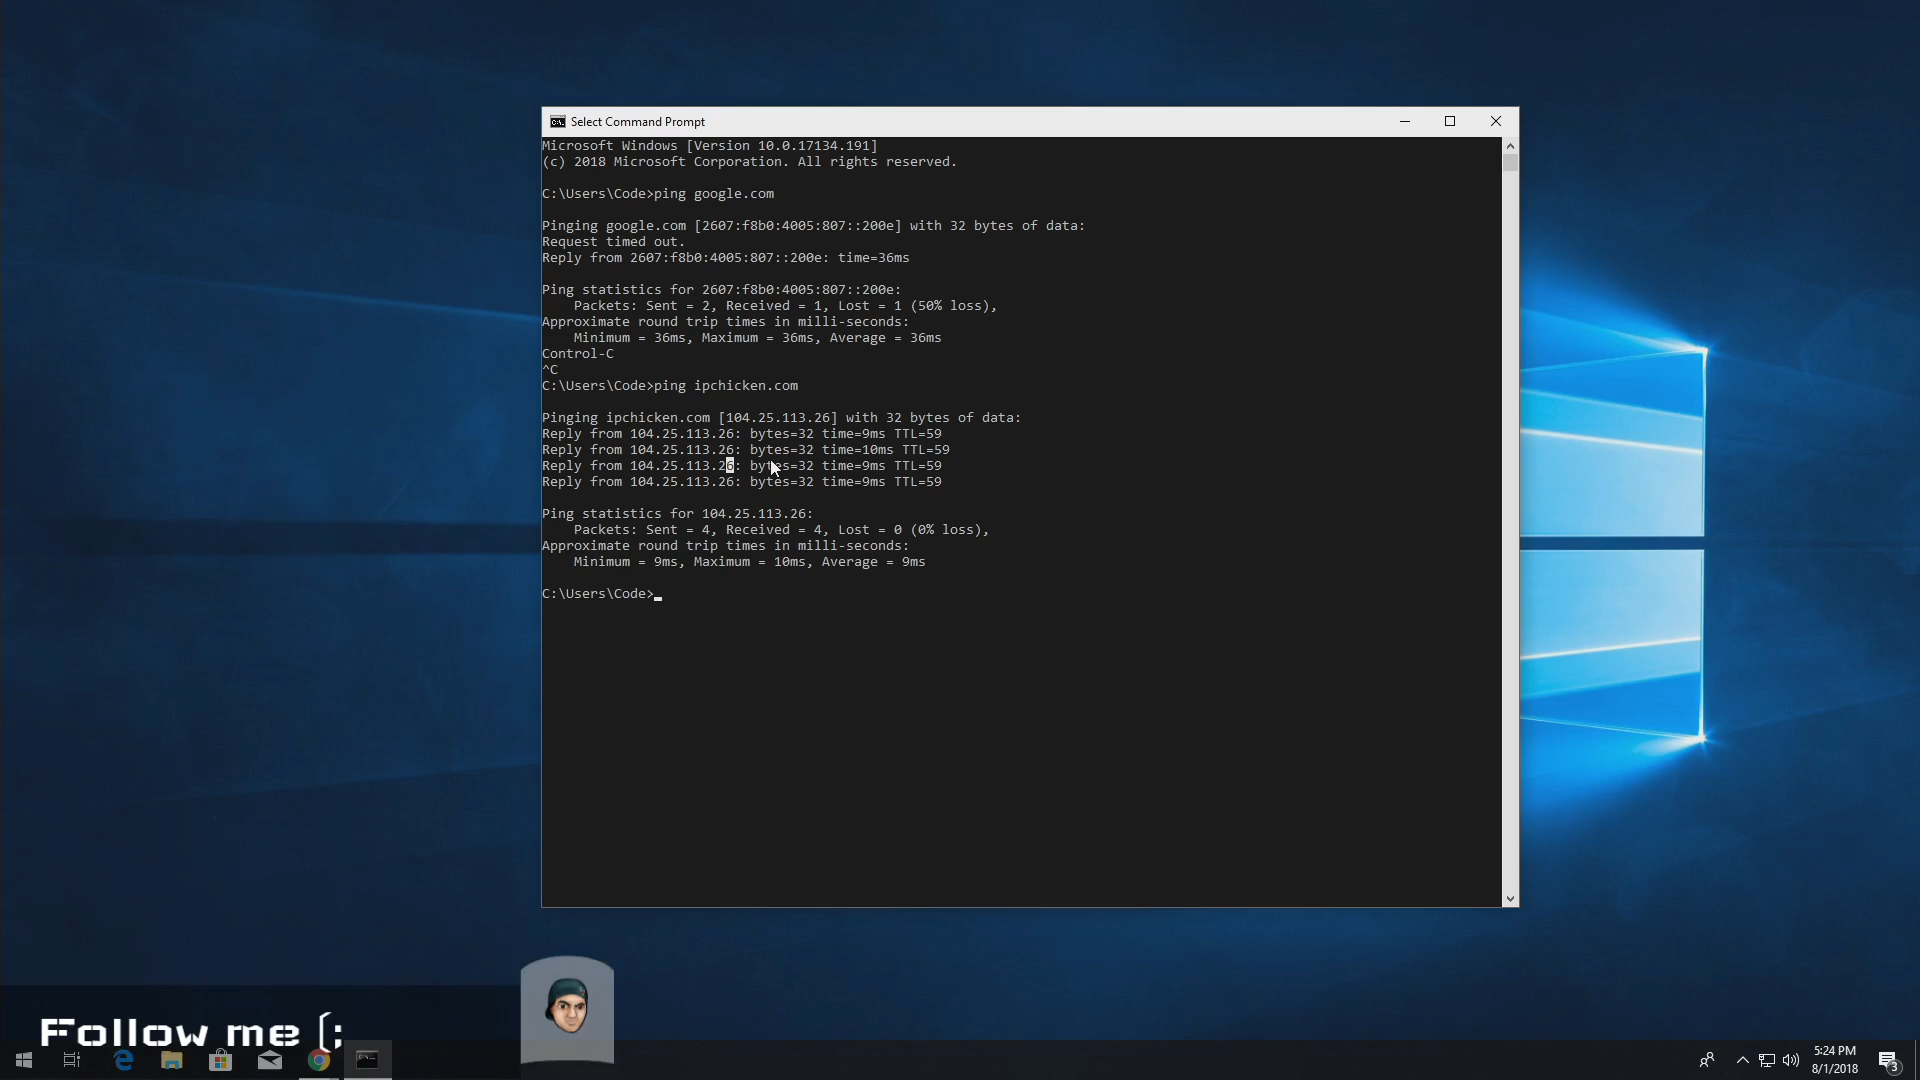 Select Command Prompt
Microsoft Windows [Version 10.0.17134.191]
(c) 2018 Microsoft Corporation. All rights reserved.
C:\Users\Code>ping google.com
Pinging google.com [2607:f8b0:4005:807::200e] with 32 bytes of data:
Request timed out.
Reply from 2607:f8b0:4005:807::200e: time=36ms
Ping statistics for 2607:f8b0:4005:807::200e:
    Packets: Sent = 2, Received = 1, Lost = 1 (50% loss),
Approximate round trip times in milli-seconds:
    Minimum = 36ms, Maximum = 36ms, Average = 36ms
Control-C
^C
C:\Users\Code>ping ipchicken.com
Pinging ipchicken.com [104.25.113.26] with 32 bytes of data:
Reply from 104.25.113.26: bytes=32 time=9ms TTL=59
Reply from 104.25.113.26: bytes=32 time=10ms TTL=59
Reply from 104.25.113.26: bytes=32 time=9ms TTL=59
Reply from 104.25.113.26: bytes=32 time=9ms TTL=59
Ping statistics for 104.25.113.26:
    Packets: Sent = 4, Received = 4, Lost = 0 (0% loss),
Approximate round trip times in milli-seconds:
    Minimum = 9ms, Maximum = 10ms, Average = 9ms
C:\Users\Code>_
Follow me (:
5:24 PM
8/1/2018
3